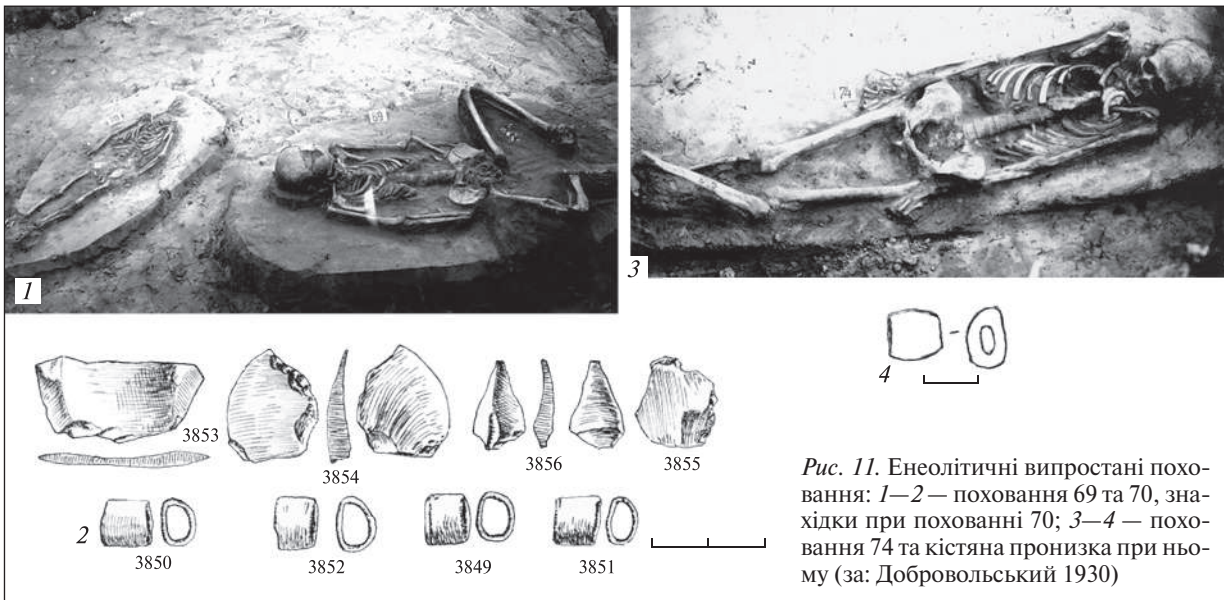 69
74
1
3
4
3853
3854
3856
3855
2
3850
3852
3849
3851
Рис. 11. Енеолітичні випростані похо-
вання: 1—2 — поховання 69 та 70, зна-
хідки при похованні 70; 3—4 — похо-
вання 74 та кістяна пронизка при ньо-
му (за: Добровольський 1930)